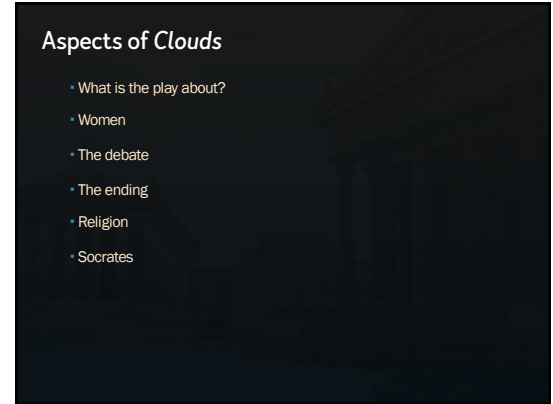 Aspects of Clouds
▪ What is the play about?
▪ Women
▪ The debate
▪ The ending
▪ Religion
▪ Socrates